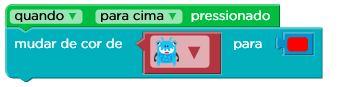 quando para cima pressionado
mudar de cor de para